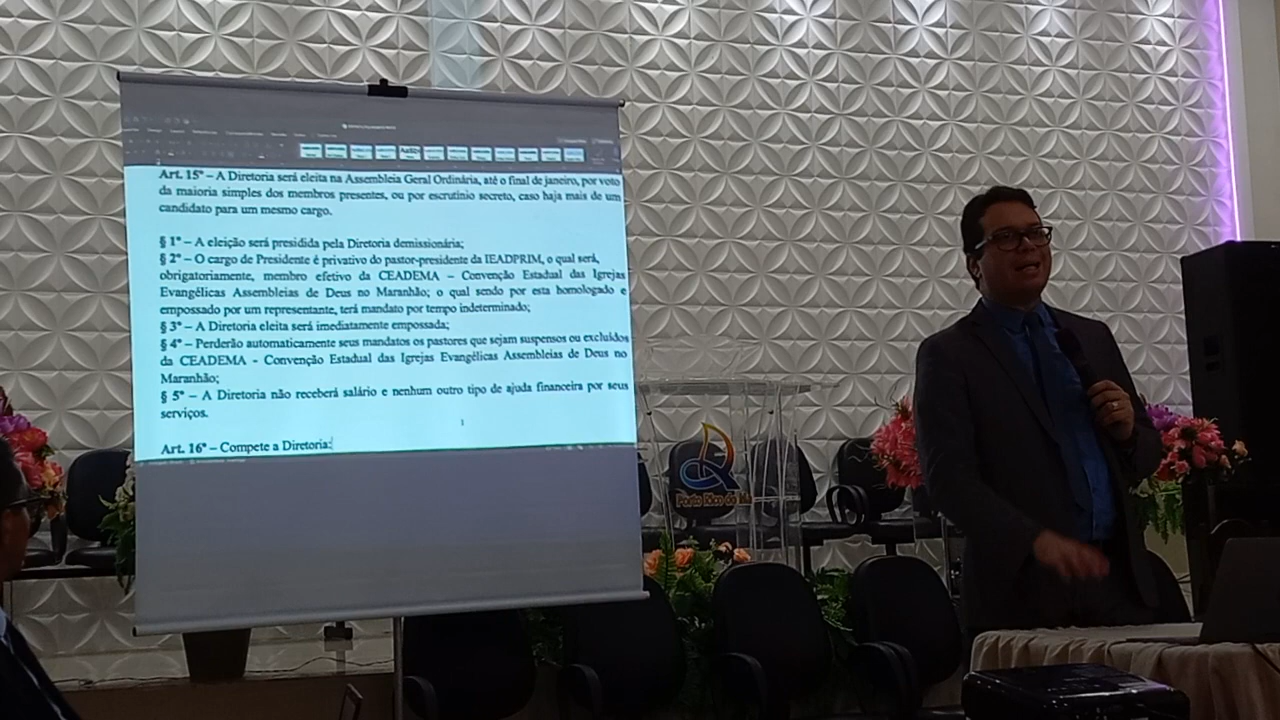 Art. 15º – A Diretoria será eleita na Assembleia Geral Ordinária, até o final de janeiro, por voto
da maioria simples dos membros presentes, ou por escrutínio secreto, caso haja mais de um
candidato para um mesmo cargo.
§ 1º – A eleição será presidida pela Diretoria demissionária;
§ 2º – O cargo de Presidente é privativo do pastor-presidente da IEADPRIM, o qual será,
obrigatoriamente, membro efetivo da CEADEMA – Convenção Estadual das Igrejas
Evangélicas Assembleias de Deus no Maranhão; o qual sendo por esta homologado e
empossado por um representante, terá mandato por tempo indeterminado;
§ 3º – A Diretoria eleita será imediatamente empossada;
§ 4º – Perderão automaticamente seus mandatos os pastores que sejam suspensos ou excluídos
da CEADEMA - Convenção Estadual das Igrejas Evangélicas Assembleias de Deus no
Maranhão;
§ 5º – A Diretoria não receberá salário e nenhum outro tipo de ajuda financeira por seus
serviços.
1
Art. 16º – Compete a Diretoria:
Porto Rico do Ma